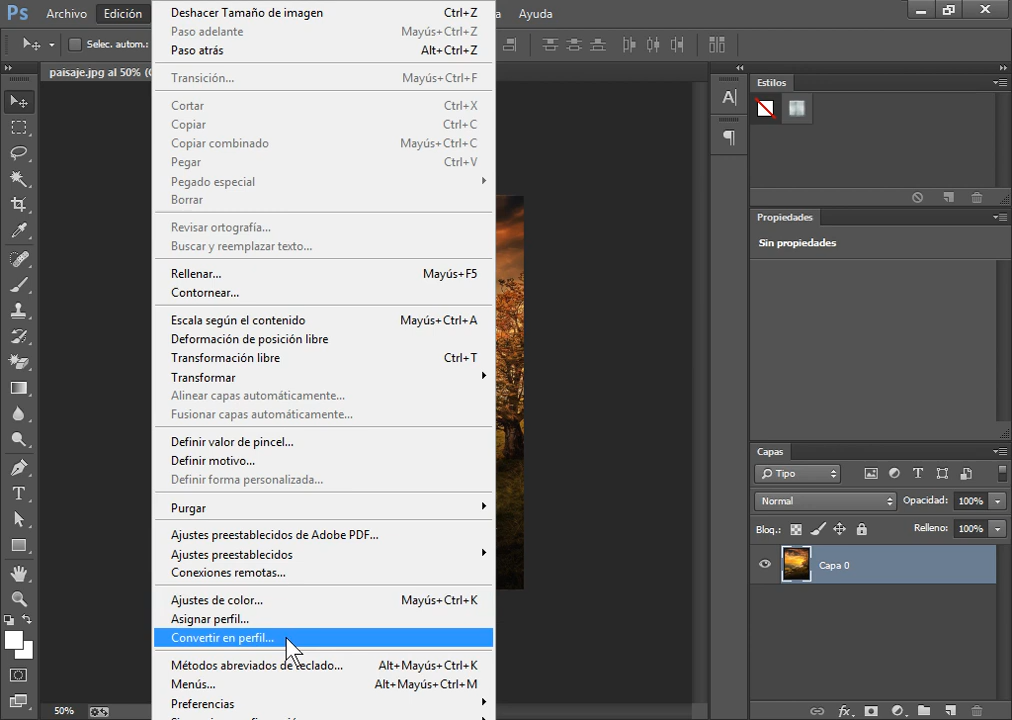 Ps Archivo Edición Ayuda
Selec. autom.:
paisaje.jpg al 50% (C
Deshacer Tamaño de imagen Ctrl+Z
Paso adelante Mayús+Ctrl+Z
Paso atrás Alt+Ctrl+Z
Transición... Mayús+Ctrl+F
Cortar Ctrl+X
Copiar Ctrl+C
Copiar combinado Mayús+Ctrl+C
Pegar Ctrl+V
Pegado especial
Borrar
Revisar ortografía...
Buscar y reemplazar texto...
Rellenar... Mayús+F5
Contornear...
Escala según el contenido Mayús+Ctrl+A
Deformación de posición libre
Transformación libre Ctrl+T
Transformar
Alinear capas automáticamente...
Fusionar capas automáticamente...
Definir valor de pincel...
Definir motivo...
Definir forma personalizada...
Purgar
Ajustes preestablecidos de Adobe PDF...
Ajustes preestablecidos
Conexiones remotas...
Ajustes de color... Mayús+Ctrl+K
Asignar perfil...
Convertir en perfil...
Métodos abreviados de teclado... Alt+Mayús+Ctrl+K
Menús... Alt+Mayús+Ctrl+M
Preferencias
50%
Estilos
Propiedades
Sin propiedades
Capas
Tipo
Normal Opacidad: 100%
Bloq.: Relleno: 100%
Capa 0